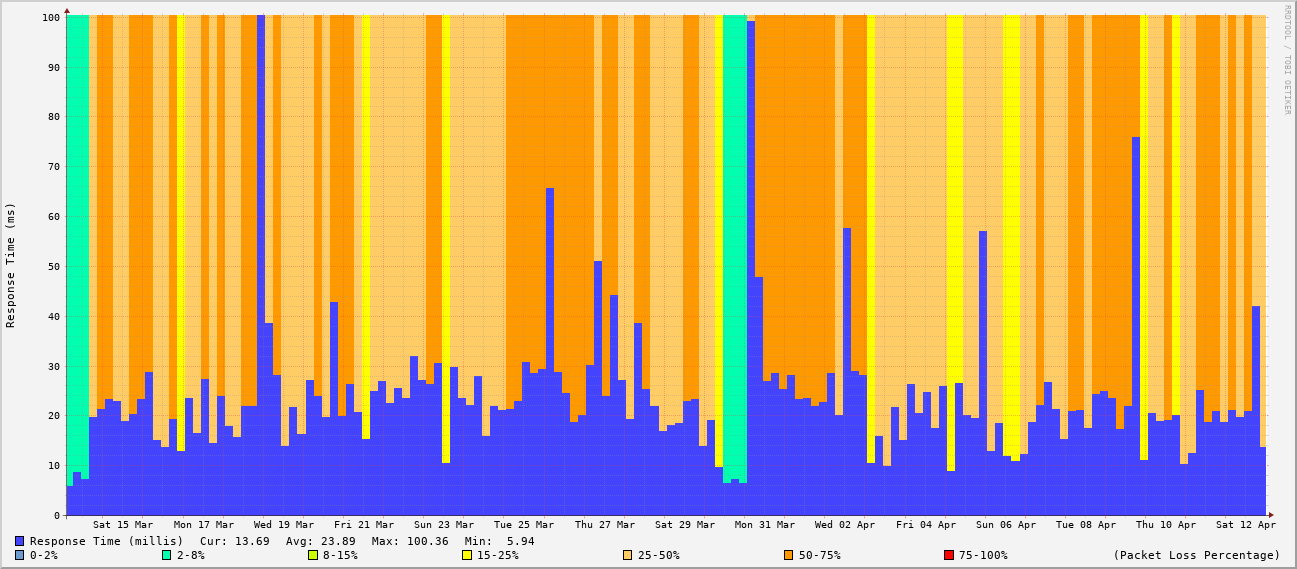 RRDTOOL / TOBI OETIKER
Response Time (ms)
100
90
80
70
60
50
40
30
20
10
0
Sat 15 Mar Mon 17 Mar Wed 19 Mar Fri 21 Mar Sun 23 Mar Tue 25 Mar Thu 27 Mar Sat 29 Mar Mon 31 Mar Wed 02 Apr Fri 04 Apr Sun 06 Apr Tue 08 Apr Thu 10 Apr Sat 12 Apr
Response Time (millis) Cur: 13.69 Avg: 23.89 Max: 100.36 Min: 5.94
0-2% 2-8% 8-15% 15-25% 25-50% 50-75% 75-100% (Packet Loss Percentage)